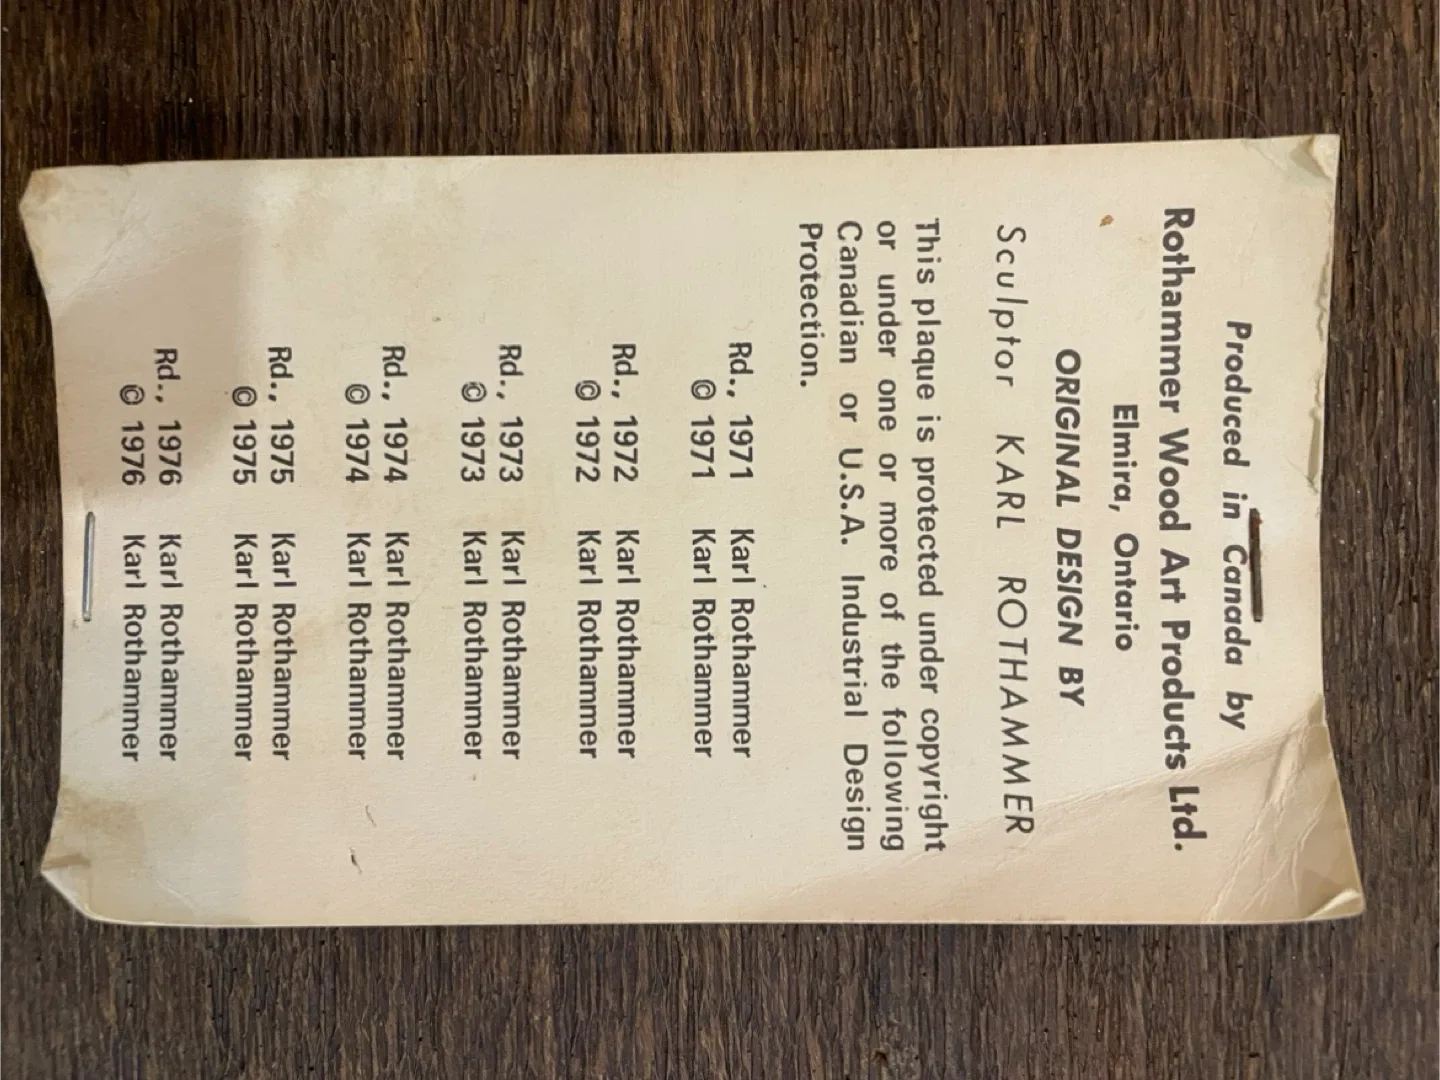 Produced in Canada by
Rothammer Wood Art Products Ltd.
Elmira, Ontario
ORIGINAL DESIGN BY
Sculptor KARL ROTHAMMER
This plaque is protected under copyright
or under one or more of the following
Canadian or U.S.A. Industrial Design
Protection.
Rd., 1971 Karl Rothammer
© 1971 Karl Rothammer
Rd., 1972 Karl Rothammer
© 1972 Karl Rothammer
Rd., 1973 Karl Rothammer
© 1973 Karl Rothammer
Rd., 1974 Karl Rothammer
© 1974 Karl Rothammer
Rd., 1975 Karl Rothammer
© 1975 Karl Rothammer
Rd., 1976 Karl Rothammer
© 1976 Karl Rothammer